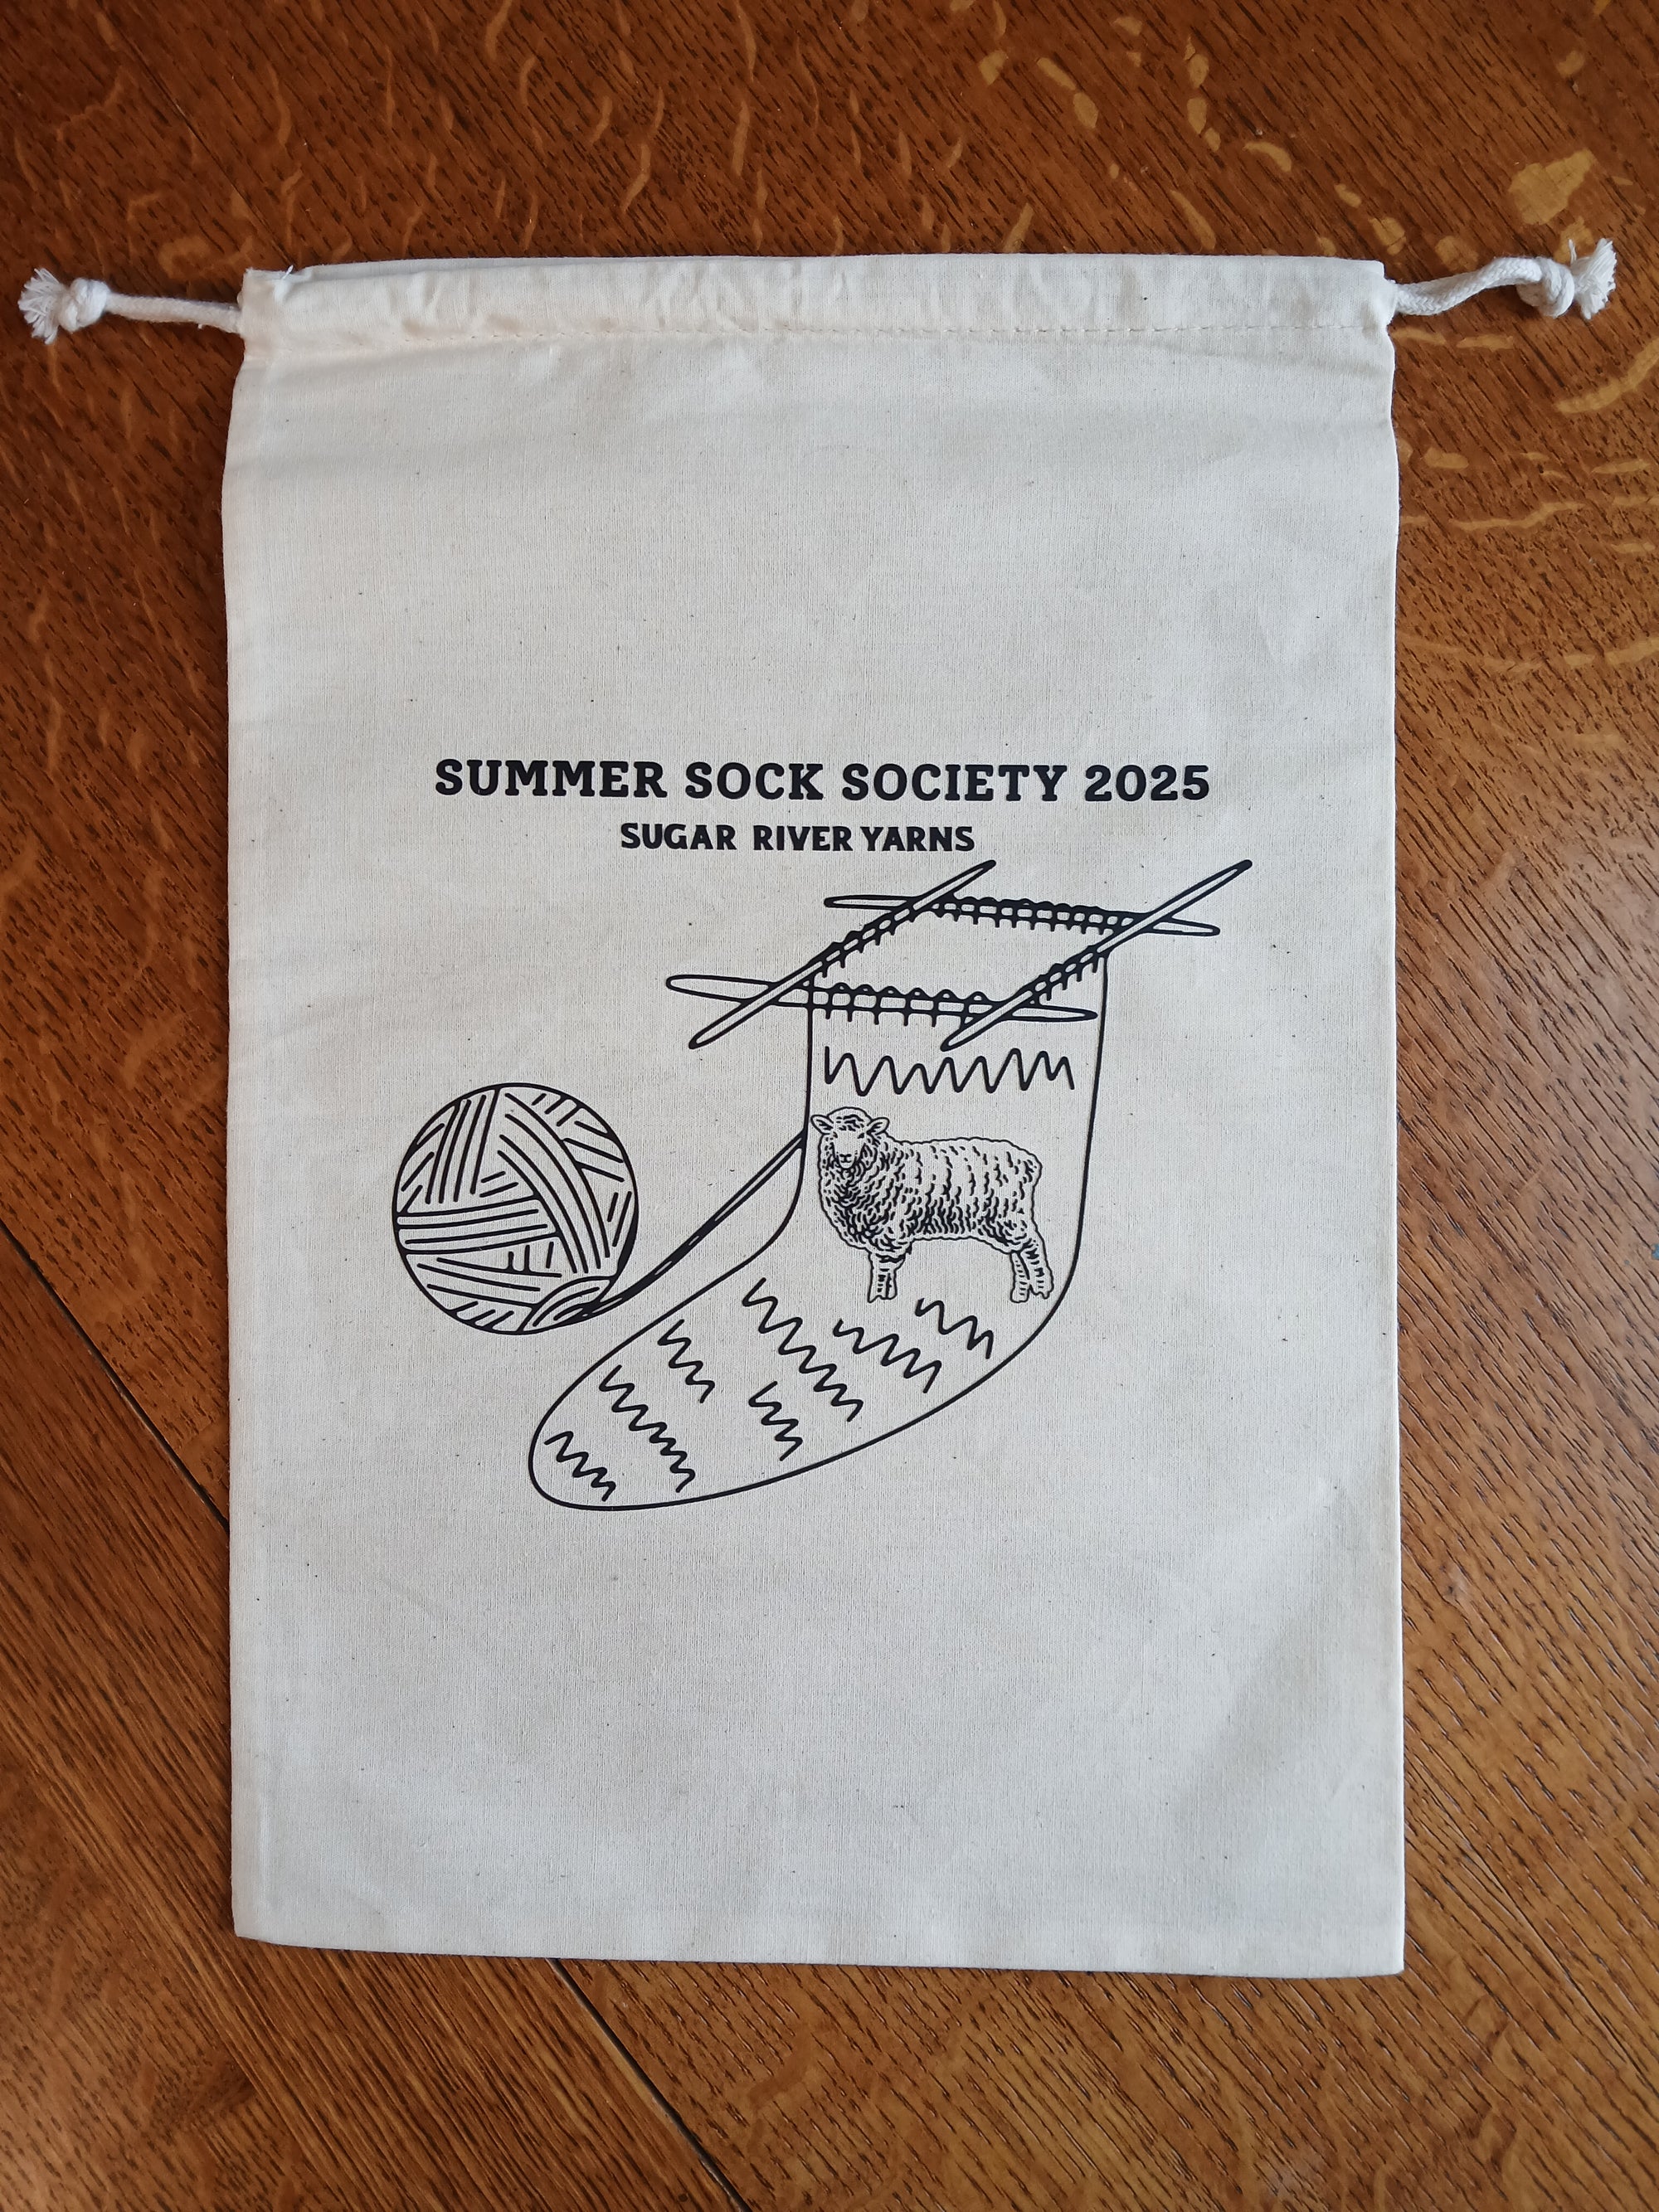 SUMMER SOCK SOCIETY 2025
SUGAR RIVER YARNS